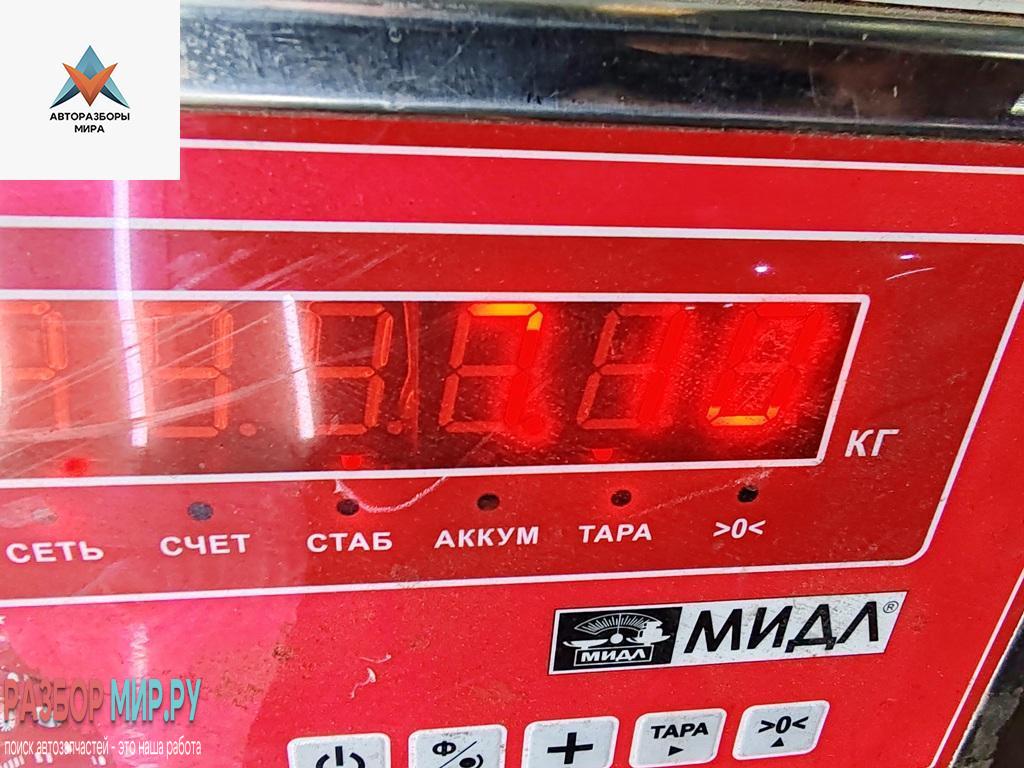 АВТОРАЗБОРЫ
МИРА
КГ
СЕТЬ СЧЕТ СТАБ АККУМ ТАРА >0<
МИДЛ МИДЛ®
РАЗБОР МИР.РУ
поиск автозапчастей - это наша работа
Ф/ + ТАРА >0<